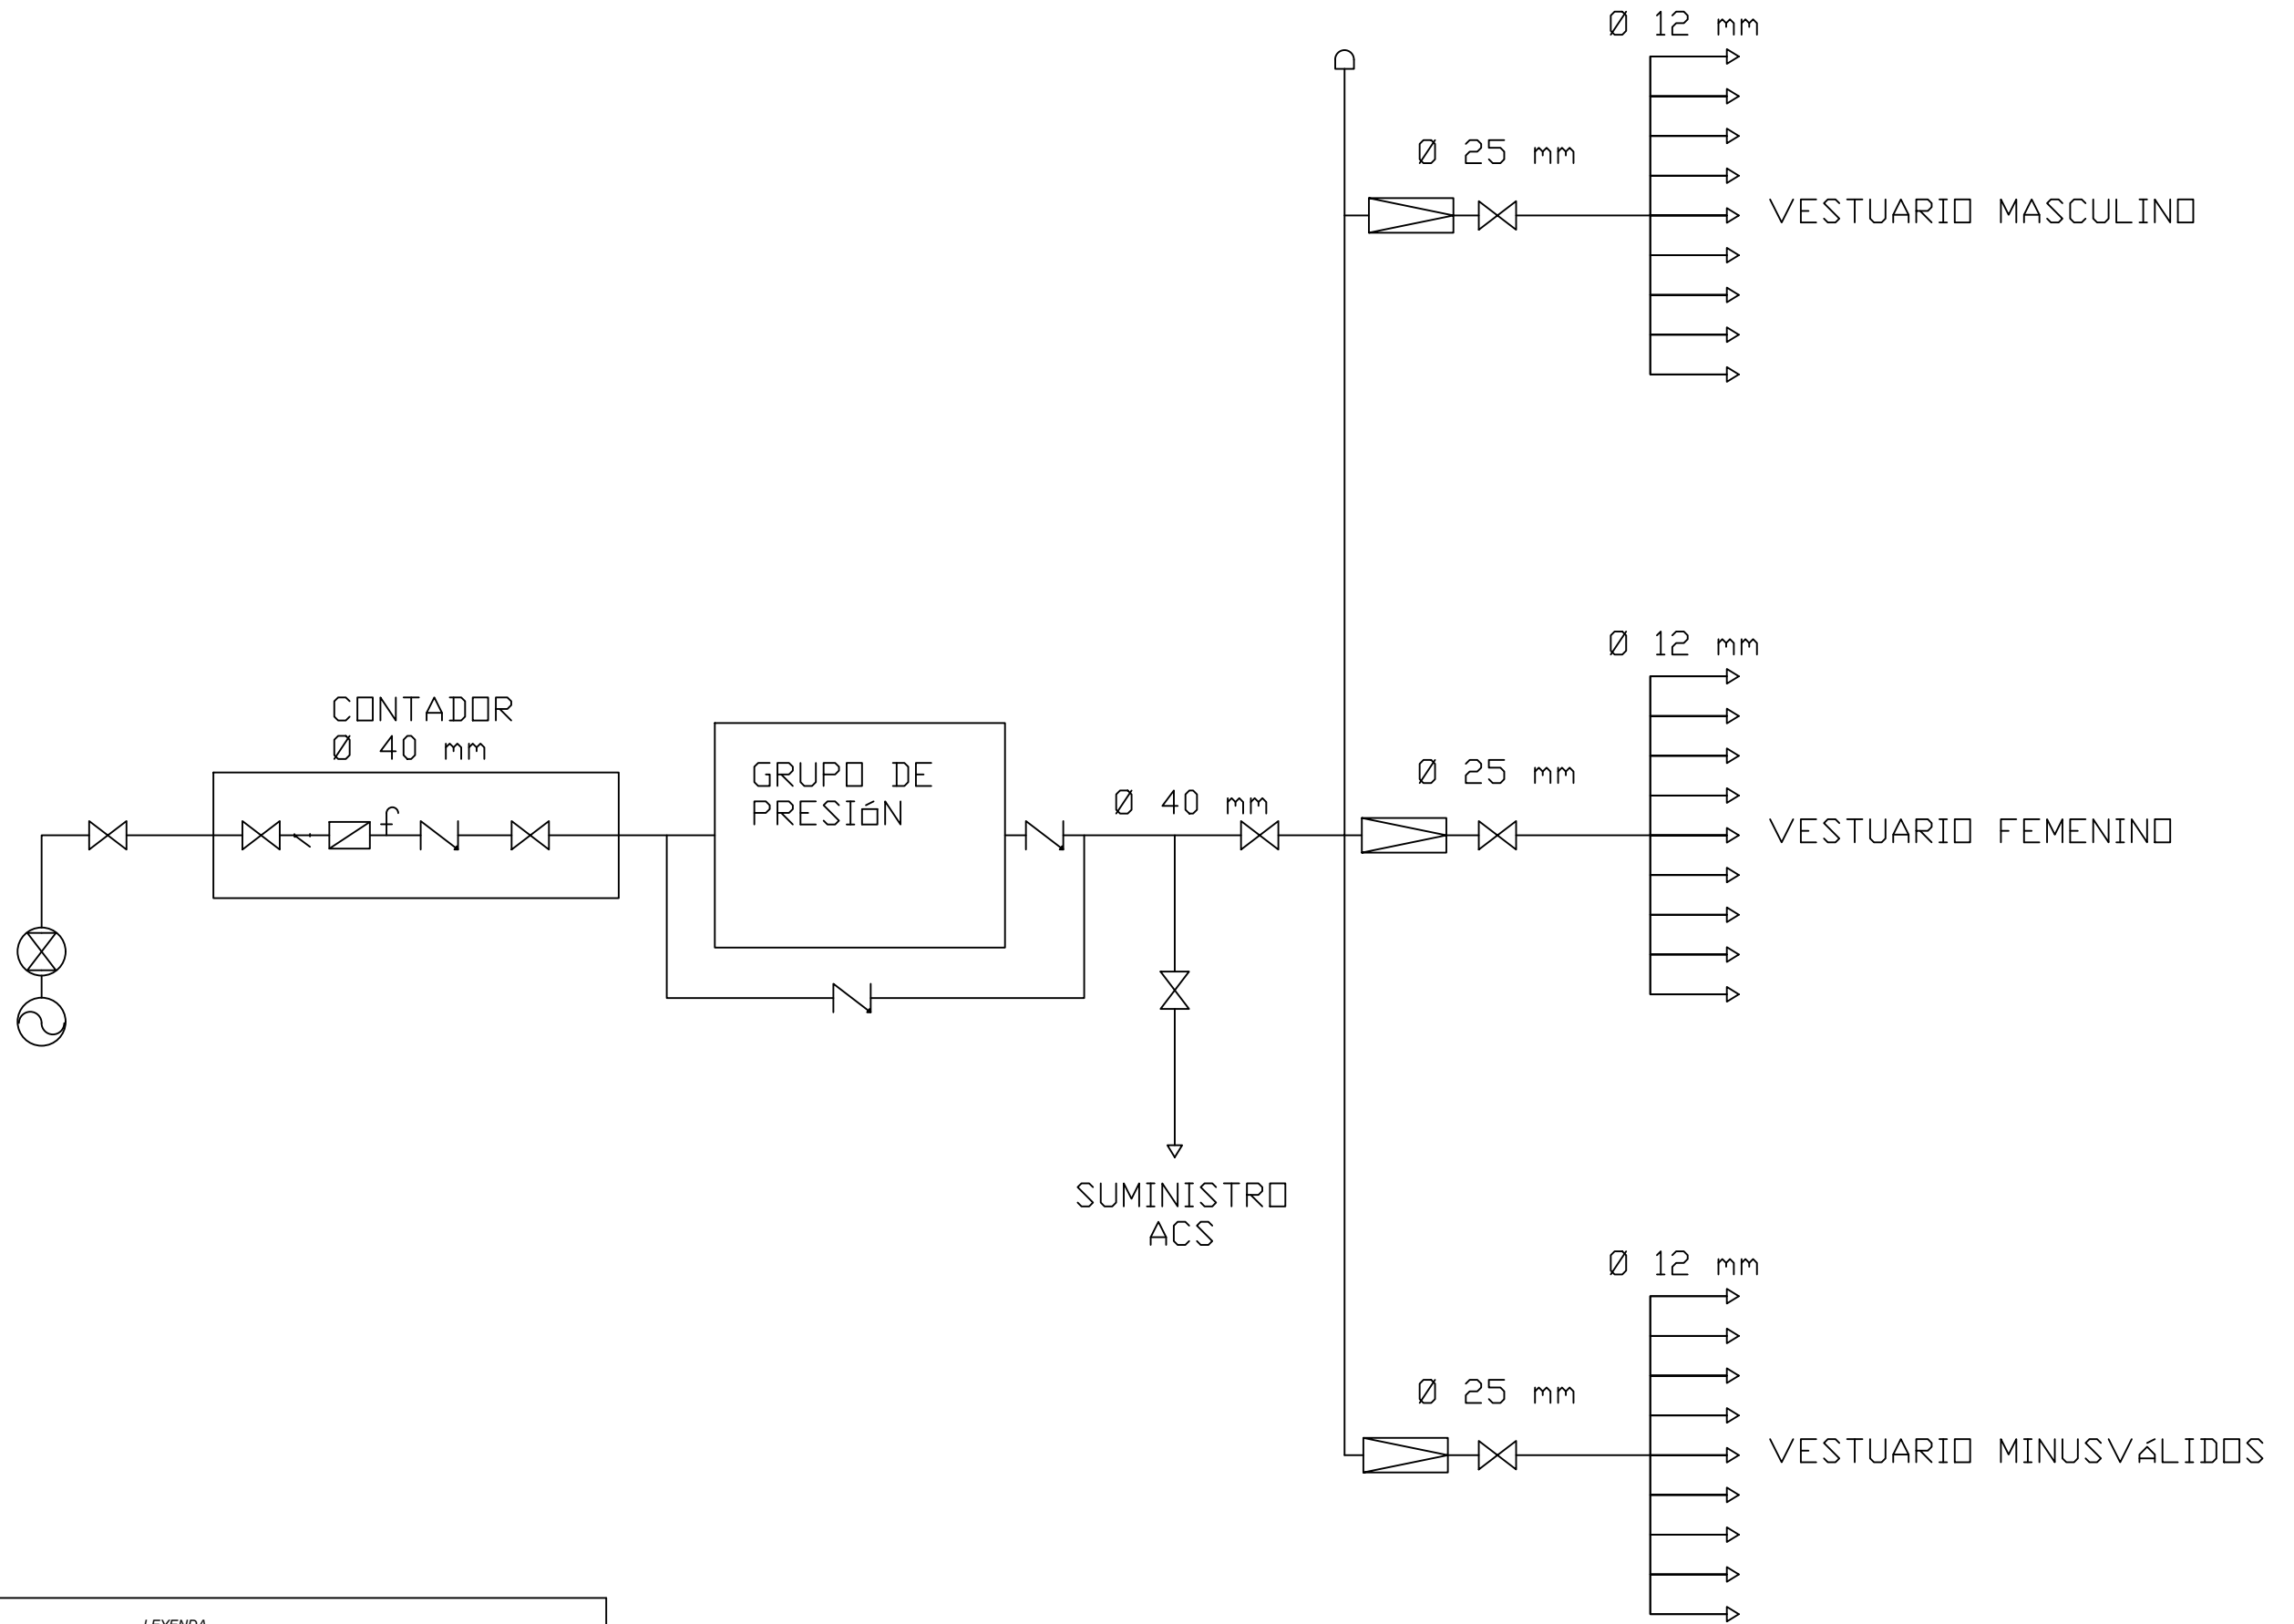 Ø 12 mm
Ø 25 mm
VESTUARIO MASCULINO
Ø 12 mm
CONTADOR
Ø 40 mm
GRUPO DE
PRESIóN
Ø 40 mm
Ø 25 mm
VESTUARIO FEMENINO
SUMINISTRO
ACS
Ø 12 mm
Ø 25 mm
VESTUARIO MINUSVáLIDOS
LEYENDA